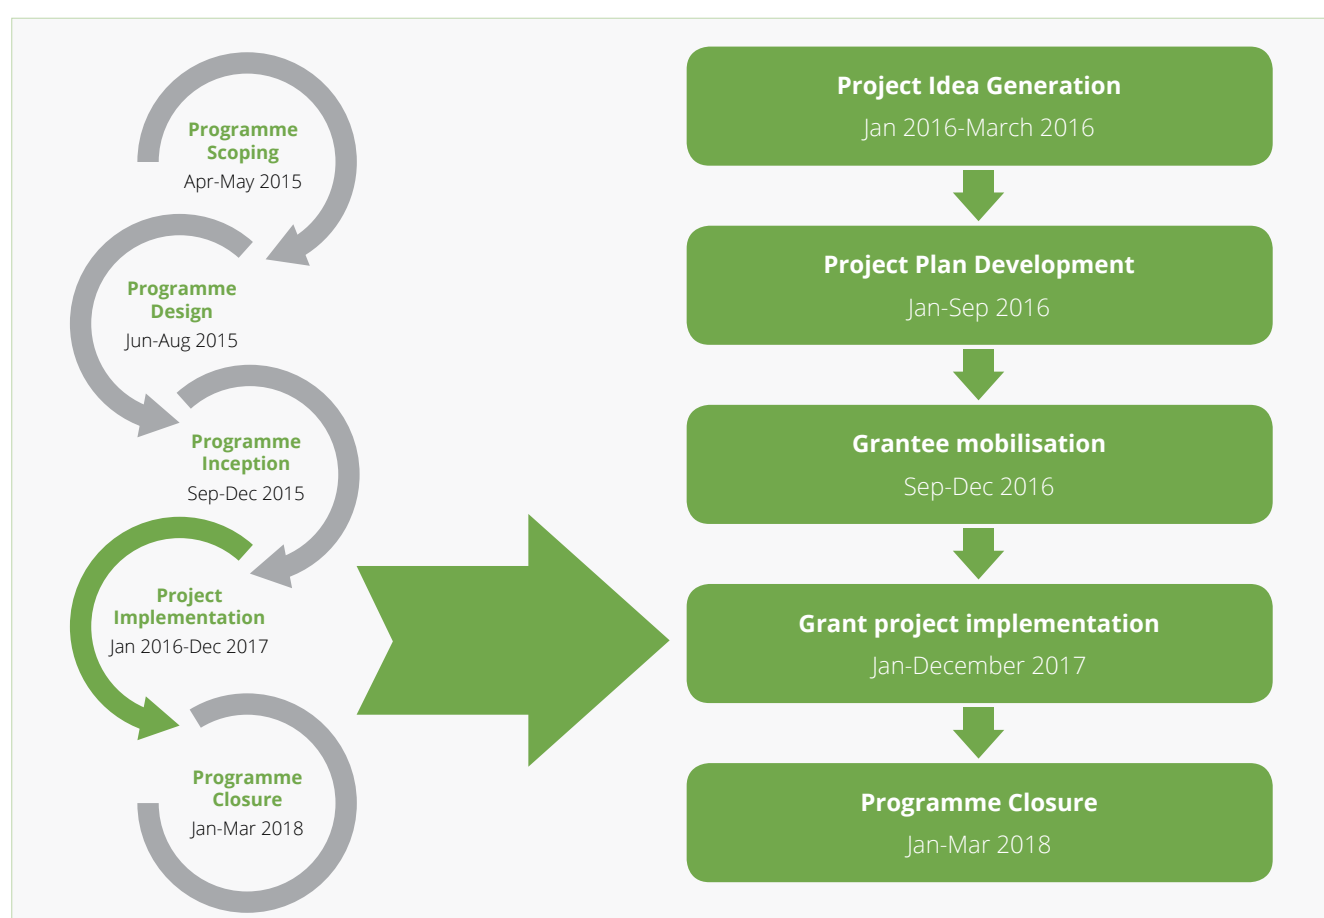 Programme
Scoping
Apr-May 2015
Programme
Design
Jun-Aug 2015
Programme
Inception
Sep-Dec 2015
Project
Implementation
Jan 2016-Dec 2017
Programme
Closure
Jan-Mar 2018
Project Idea Generation
Jan 2016-March 2016
Project Plan Development
Jan-Sep 2016
Grantee mobilisation
Sep-Dec 2016
Grant project implementation
Jan-December 2017
Programme Closure
Jan-Mar 2018